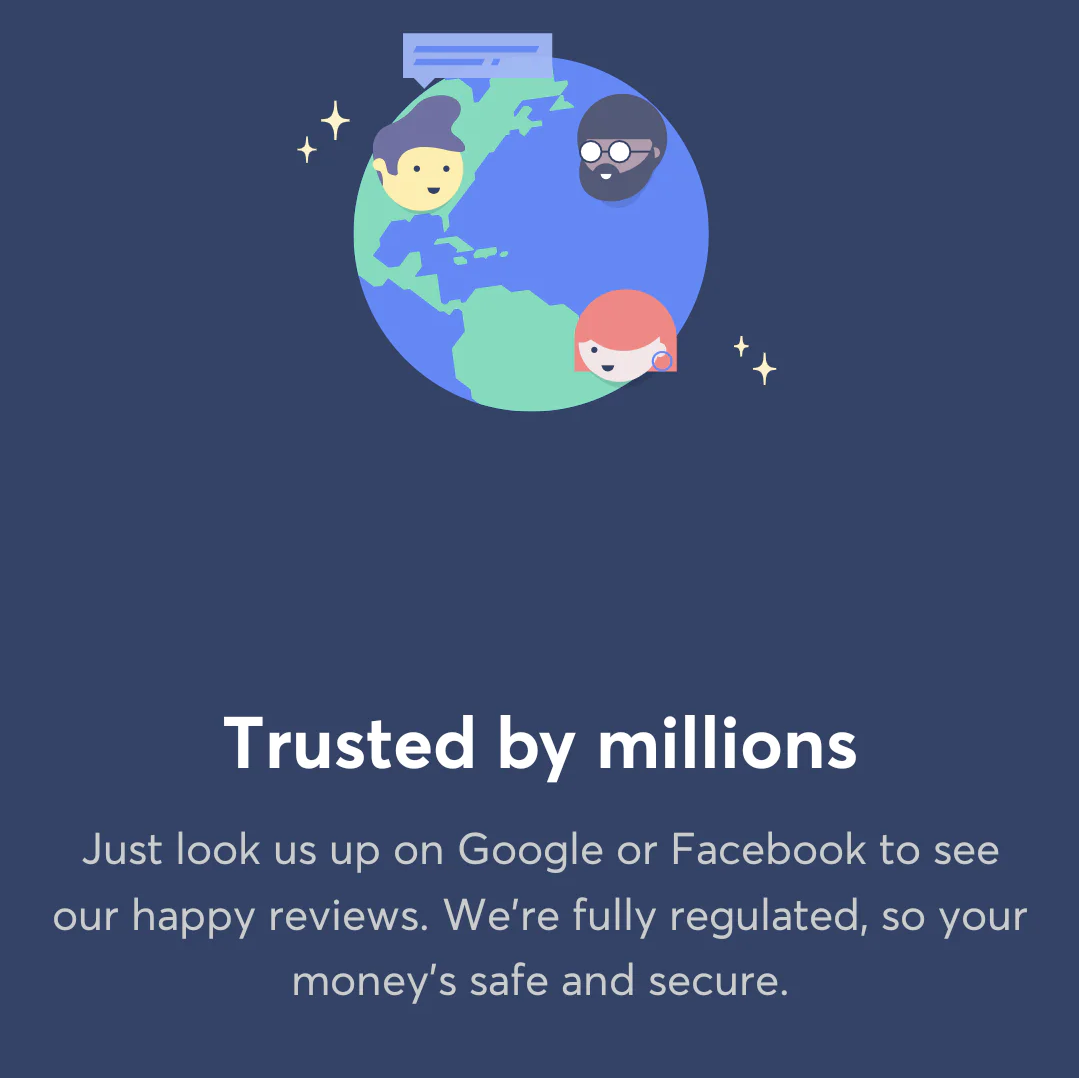 Trusted by millions
Just look us up on Google or Facebook to see
our happy reviews. We're fully regulated, so your
money's safe and secure.